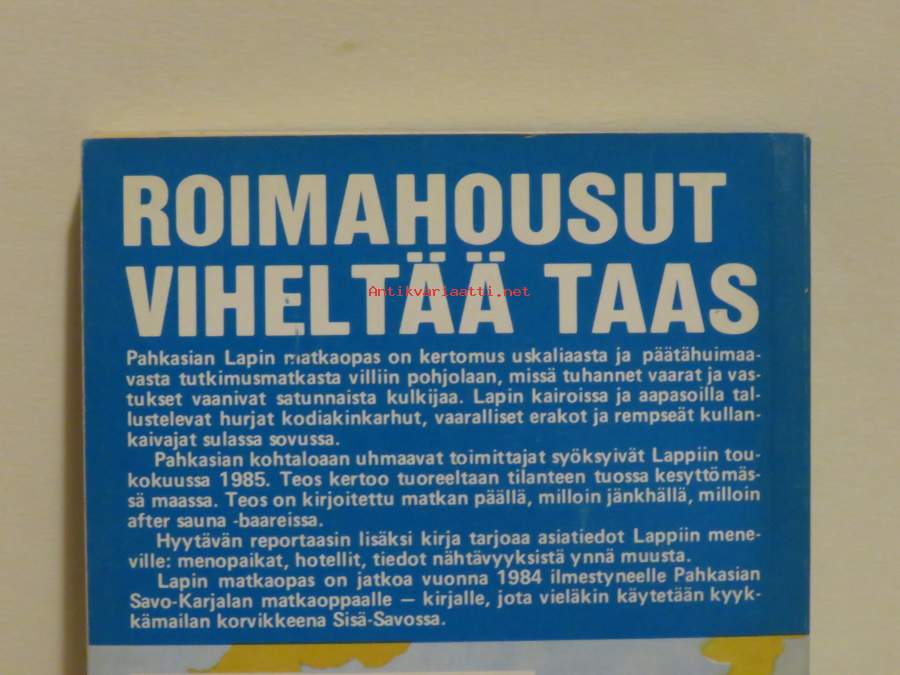 ROIMAHOUSUT
VIHELTÄÄ TAAS
Antikvariaatti.net
Pahkasian Lapin matkaopas on kertomus uskaliaasta ja päätähuimaa-
vasta tutkimusmatkasta villiin pohjolaan, missä tuhannet vaarat ja vas-
tukset vaanivat satunnaista kulkijaa. Lapin kairoissa ja aapasoilla tal-
lustelevat hurjat kodiakinkarhut, vaaralliset erakot ja rempseät kullan-
kaivajat sulassa sovussa.
Pahkasian kohtaloaan uhmaavat toimittajat syöksyivät Lappiin tou-
kokuussa 1985. Teos kertoo tuoreeltaan tilanteen tuossa kesyttömäs-
sä maassa. Teos on kirjoitettu matkan päällä, milloin jänkhällä, milloin
after sauna -baareissa.
Hyytävän reportaasin lisäksi kirja tarjoaa asiatiedot Lappiin mene-
ville: menopaikat, hotellit, tiedot nähtävyyksistä ynnä muusta.
Lapin matkaopas on jatkoa vuonna 1984 ilmestyneelle Pahkasian
Savo-Karjalan matkaoppaalle — kirjalle, jota vieläkin käytetään kyyk-
kämailan korvikkeena Sisä-Savossa.